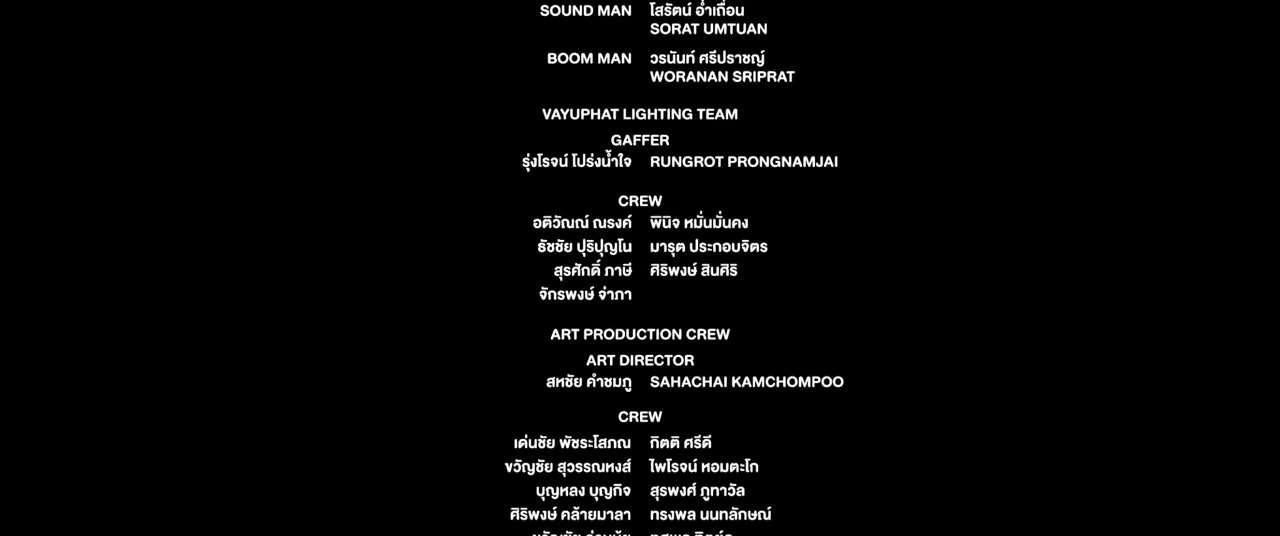 SOUND MAN โสรัตน์ อ่ำเถื่อน
SORAT UMTUAN
BOOM MAN วรนันท์ ศรีปราชญ์
WORANAN SRIPRAT
VAYUPHAT LIGHTING TEAM
GAFFER
รุ่งโรจน์ โปร่งน้ำใจ RUNGROT PRONGNAMJAI
CREW
อติวัณณ์ ณรงค์ พินิจ หมั่นมั่นคง
ธัชชัย ปุริปุญโน มารุต ประกอบจิตร
สุรศักดิ์ ภาษี ศิริพงษ์ สินศิริ
จักรพงษ์ จำภา
ART PRODUCTION CREW
ART DIRECTOR
สหชัย คำชมภู SAHACHAI KAMCHOMPOO
CREW
เด่นชัย พัชระโสภณ กิตติ ศรีดี
ขวัญชัย สุวรรณหงส์ ไพโรจน์ หอมตะโก
บุญหลง บุญกิจ สุรพงศ์ ภูทาวัล
ศิริพงษ์ คล้ายมาลา ทรงพล นนทลักษณ์